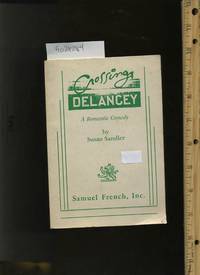 Crossing
DELANCEY
A Romantic Comedy
by
Susan Sandler
Samuel French, Inc.